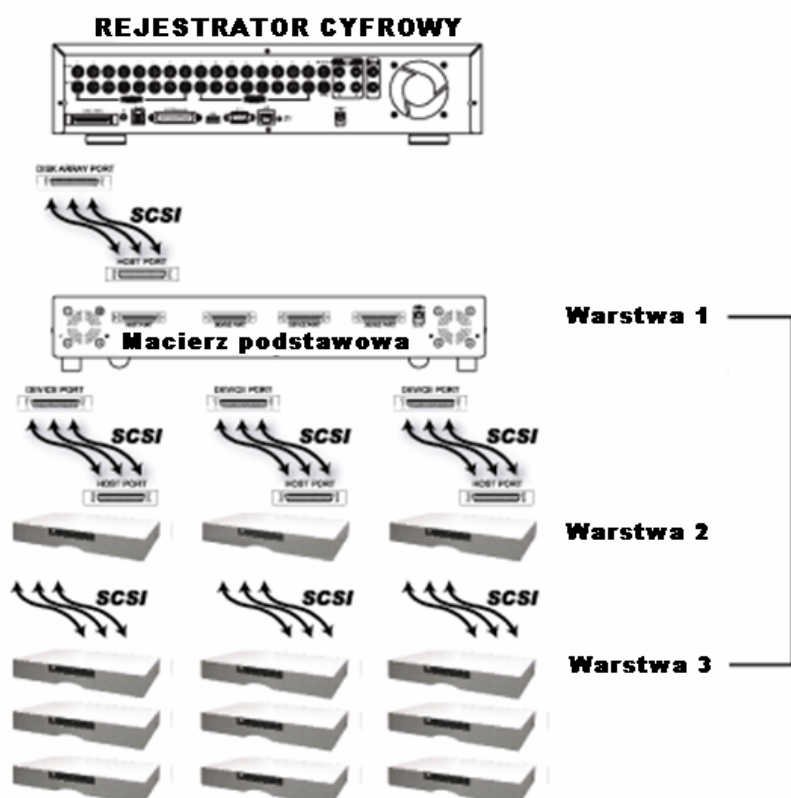 REJESTRATOR CYFROWY
DISK ARRAY PORT
SCSI
HOST PORT
Macierz podstawowa
Warstwa 1
DEVICE PORT DEVICE PORT DEVICE PORT
SCSI SCSI SCSI
HOST PORT HOST PORT HOST PORT
Warstwa 2
SCSI SCSI SCSI
Warstwa 3